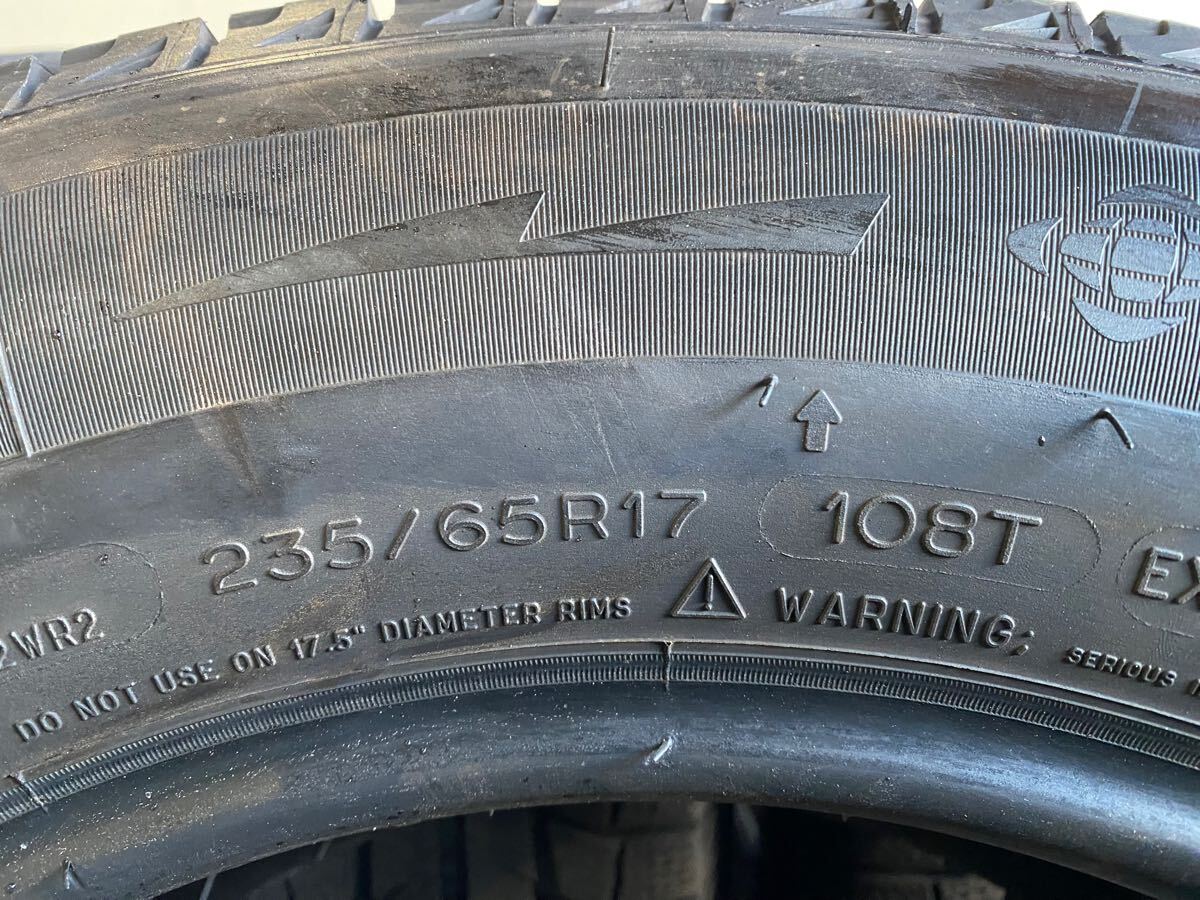 235/65R17 108T EX
2WR2
DO NOT USE ON 17.5" DIAMETER RIMS WARNING: SERIOUS